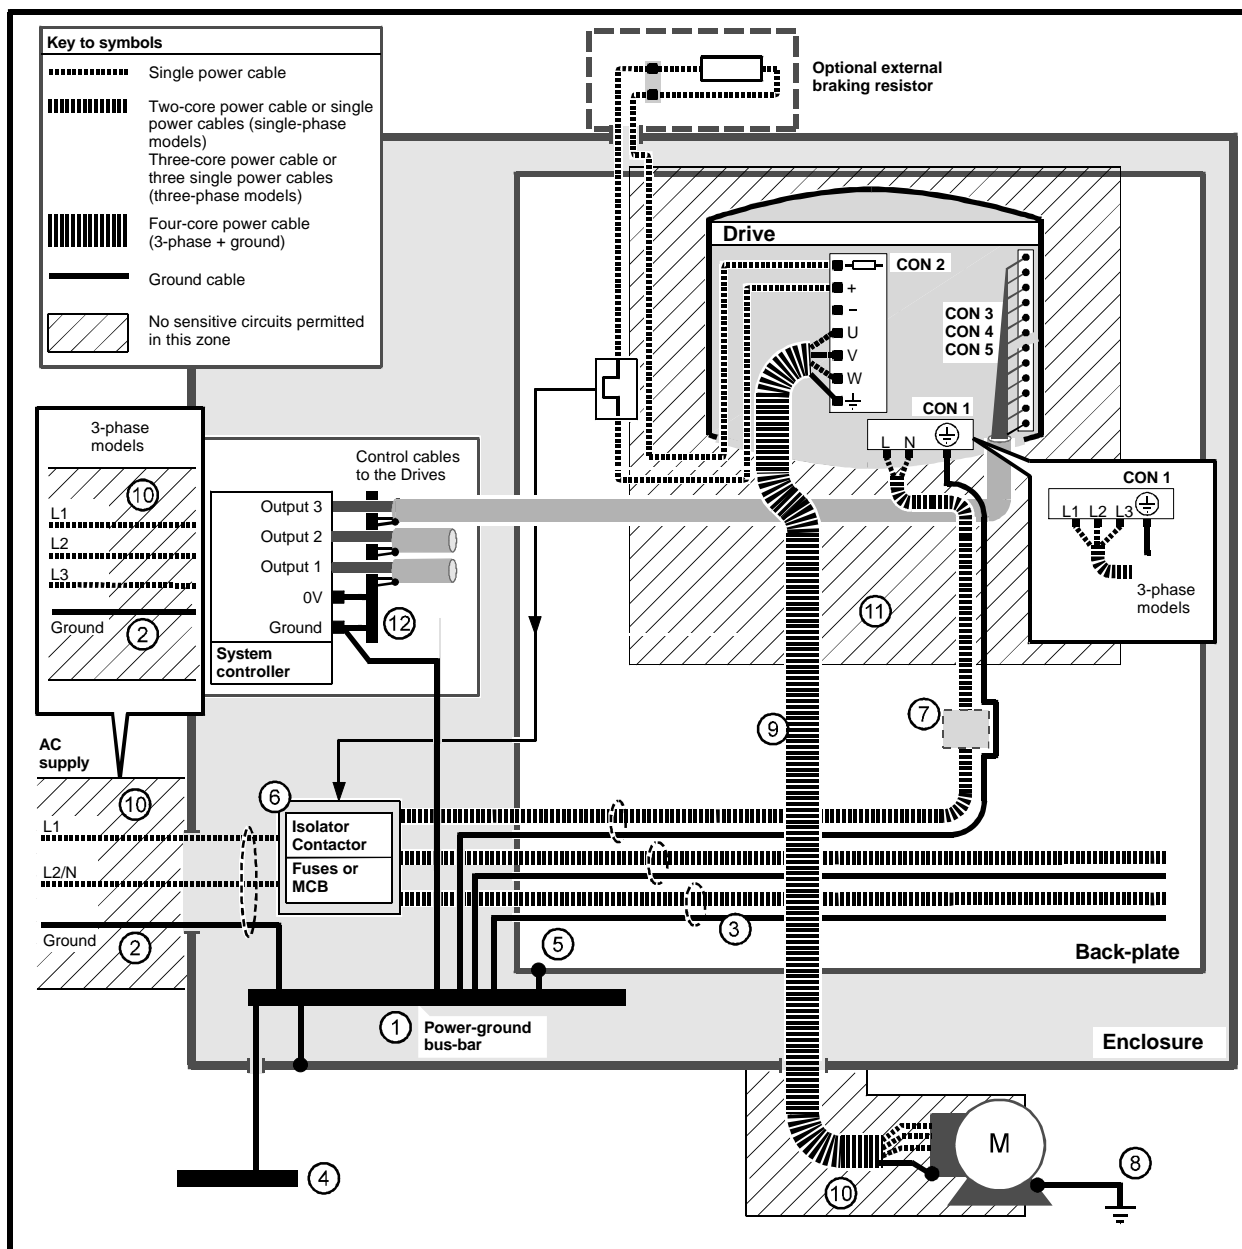 Key to symbols
Single power cable
Two-core power cable or single
power cables (single-phase
models)
Three-core power cable or
three single power cables
(three-phase models)
Four-core power cable
(3-phase + ground)
Ground cable
No sensitive circuits permitted
in this zone
Optional external
braking resistor
Drive
CON 2
+
−
U
V
W
CON 3
CON 4
CON 5
CON 1
L N
CON 1
L1 L2 L3
3-phase
models
3-phase
models
10
L1
L2
L3
Ground
2
Control cables
to the Drives
Output 3
Output 2
Output 1
0V
Ground
12
System
controller
11
9
7
AC
supply
10
L1
L2/N
Ground
2
6
Isolator
Contactor
Fuses or
MCB
3
5
Back-plate
1
Power-ground
bus-bar
Enclosure
4
M
8
10